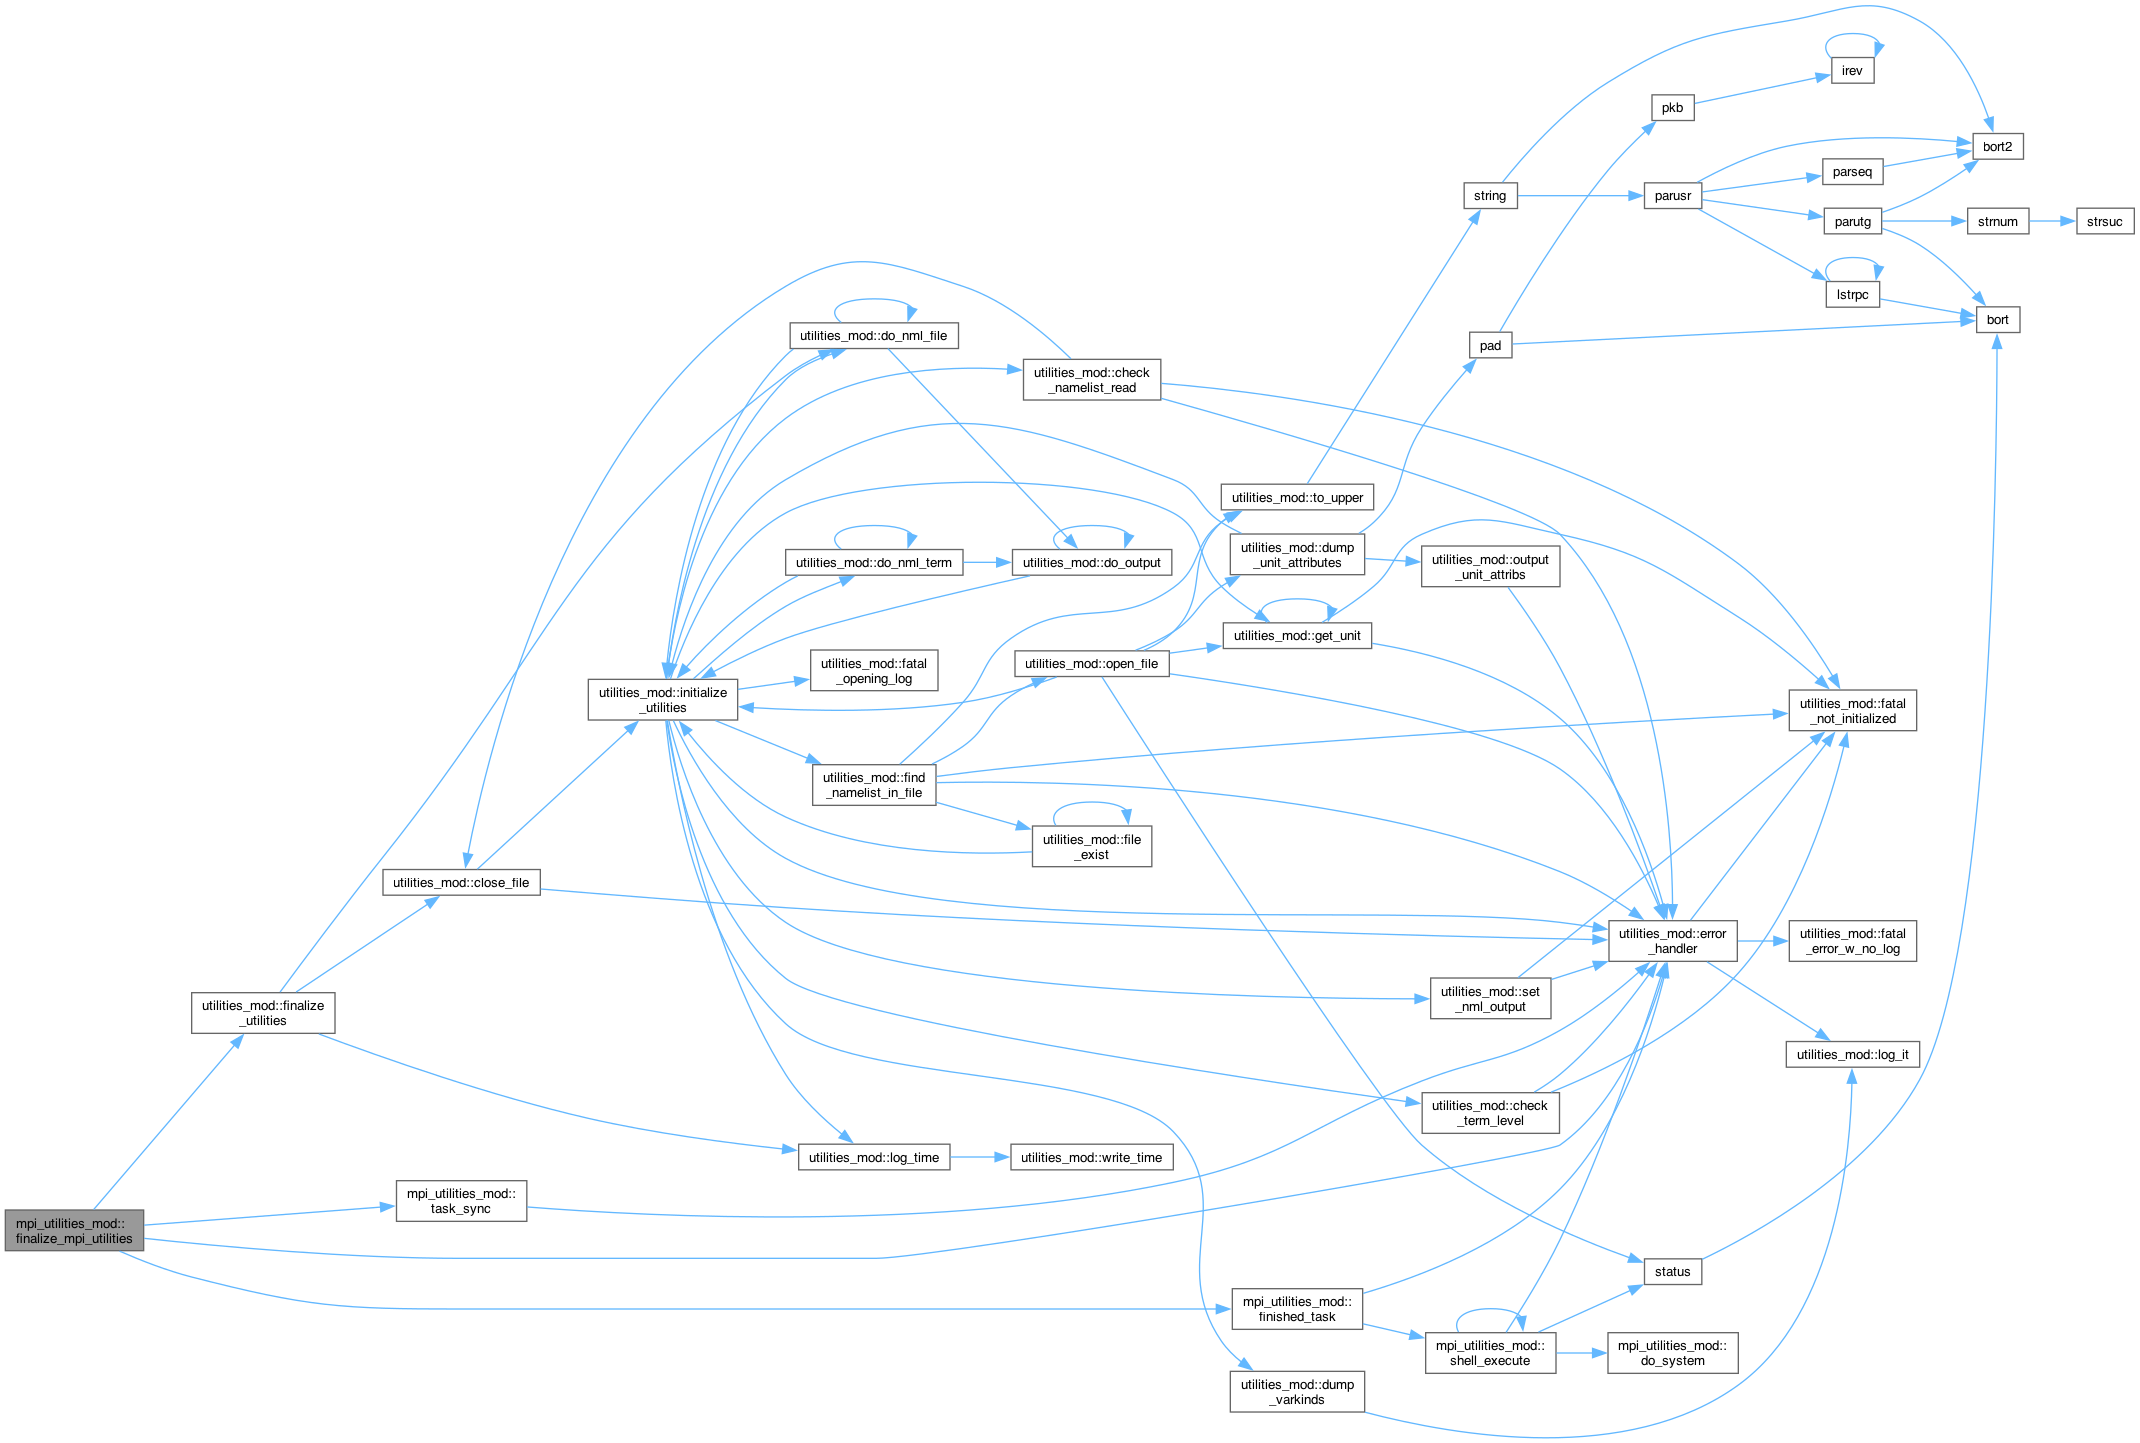 irev
pkb
bort2
parseq
string
parusr
parutg
strnum
strsuc
lstrpc
bort
utilities_mod::do_nml_file
pad
utilities_mod::check
_namelist_read
utilities_mod::to_upper
utilities_mod::do_nml_term
utilities_mod::do_output
utilities_mod::dump
_unit_attributes
utilities_mod::output
_unit_attribs
utilities_mod::get_unit
utilities_mod::fatal
_opening_log
utilities_mod::open_file
utilities_mod::initialize
_utilities
utilities_mod::fatal
_not_initialized
utilities_mod::find
_namelist_in_file
utilities_mod::file
_exist
utilities_mod::close_file
utilities_mod::error
_handler
utilities_mod::fatal
_error_w_no_log
utilities_mod::set
_nml_output
utilities_mod::finalize
_utilities
utilities_mod::log_it
utilities_mod::check
_term_level
utilities_mod::log_time
utilities_mod::write_time
mpi_utilities_mod::
task_sync
mpi_utilities_mod::
finalize_mpi_utilities
status
mpi_utilities_mod::
finished_task
mpi_utilities_mod::
shell_execute
mpi_utilities_mod::
do_system
utilities_mod::dump
_varkinds